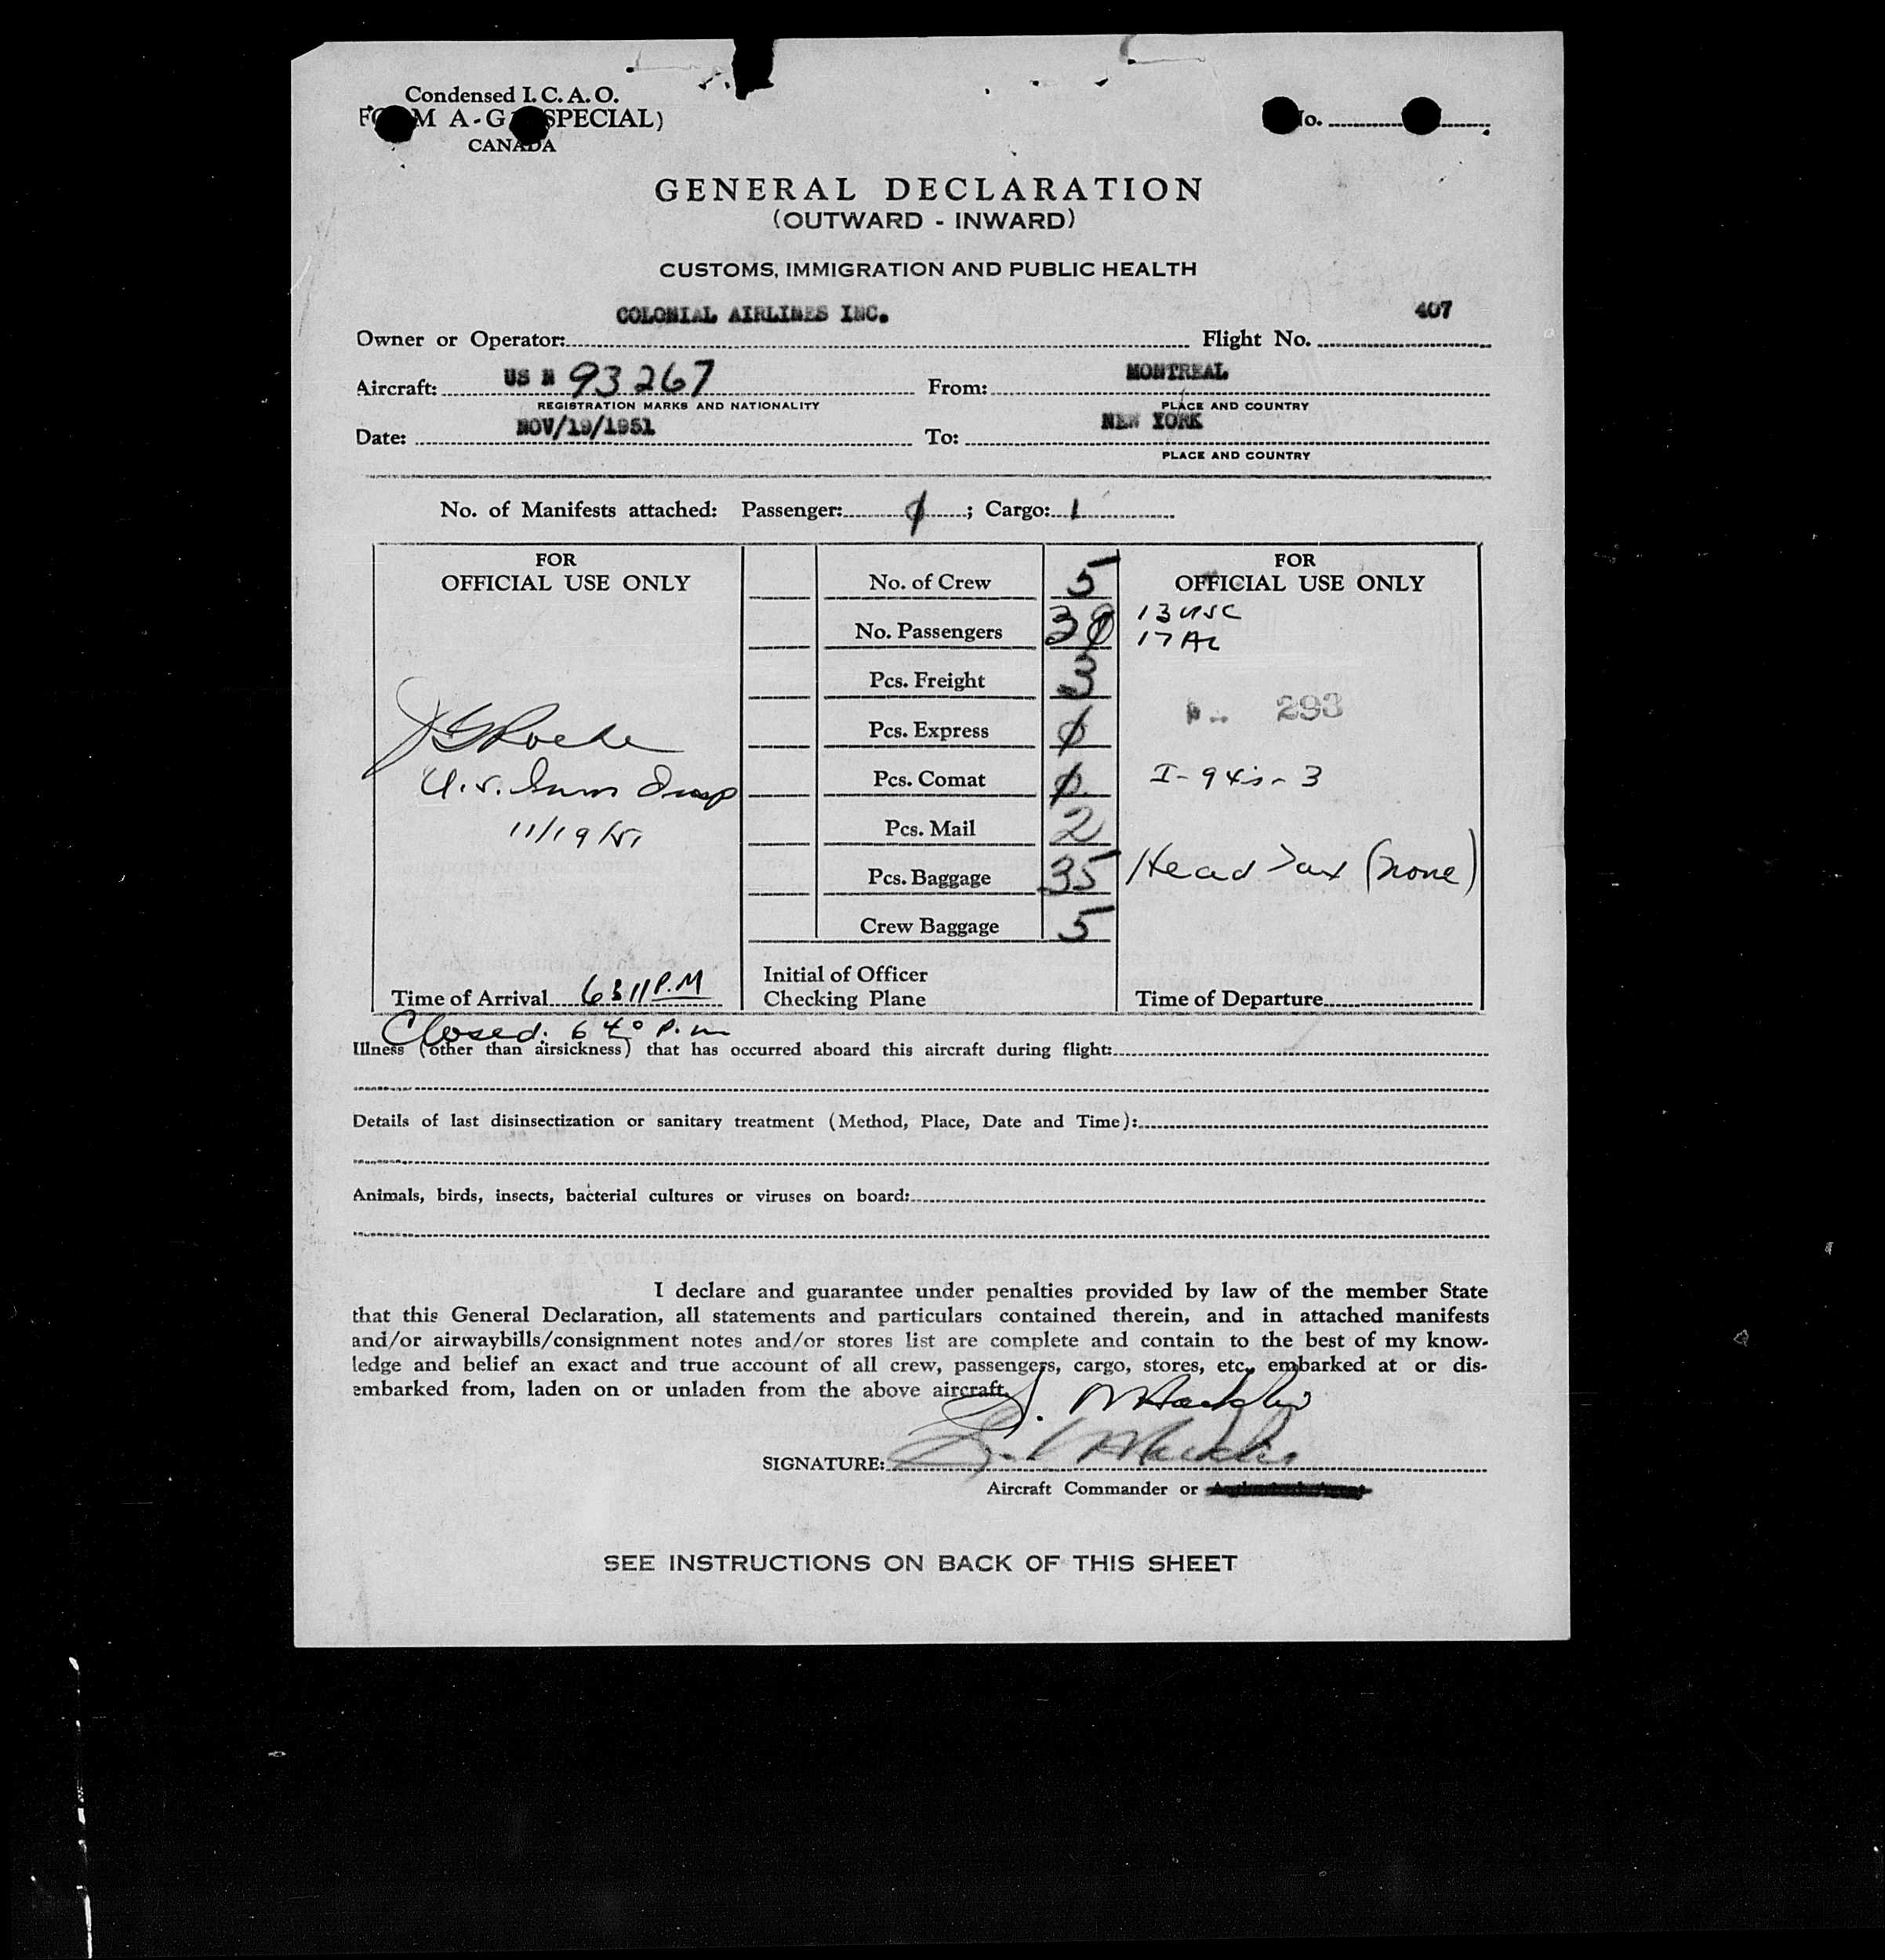 Condensed I. C. A. O.
M A-G SPECIAL)
CANADA
GENERAL DECLARATION
(OUTWARD - INWARD)
CUSTOMS, IMMIGRATION AND PUBLIC HEALTH
COLONIAL AIRLINES INC. 407
Owner or Operator: Flight No.
Aircraft: US N 93267 From: MONTREAL
REGISTRATION MARKS AND NATIONALITY PLACE AND COUNTRY
Date: NOV/19/1951 To: NEW YORK
PLACE AND COUNTRY
No. of Manifests attached: Passenger: ; Cargo: 1
FOR
OFFICIAL USE ONLY
No. of Crew 5
FOR
OFFICIAL USE ONLY
No. Passengers 30
13 USC
17 AL
Pcs. Freight 3
293
Pcs. Express ∅
Pcs. Comat ∅
I-94's-3
Pcs. Mail 2
Pcs. Baggage 35
Head Tax (none)
Crew Baggage 5
JGRoche
U.S. Imm Insp
11/19/51
Time of Arrival 6311 P.M
Initial of Officer
Checking Plane
Time of Departure
Closed: 640 P.m
Illness (other than airsickness) that has occurred aboard this aircraft during flight:
Details of last disinsectization or sanitary treatment (Method, Place, Date and Time):
Animals, birds, insects, bacterial cultures or viruses on board:
I declare and guarantee under penalties provided by law of the member State
that this General Declaration, all statements and particulars contained therein, and in attached manifests
and/or airwaybills/consignment notes and/or stores list are complete and contain to the best of my know-
ledge and belief an exact and true account of all crew, passengers, cargo, stores, etc., embarked at or dis-
embarked from, laden on or unladen from the above aircraft.
SIGNATURE:
Aircraft Commander or
SEE INSTRUCTIONS ON BACK OF THIS SHEET